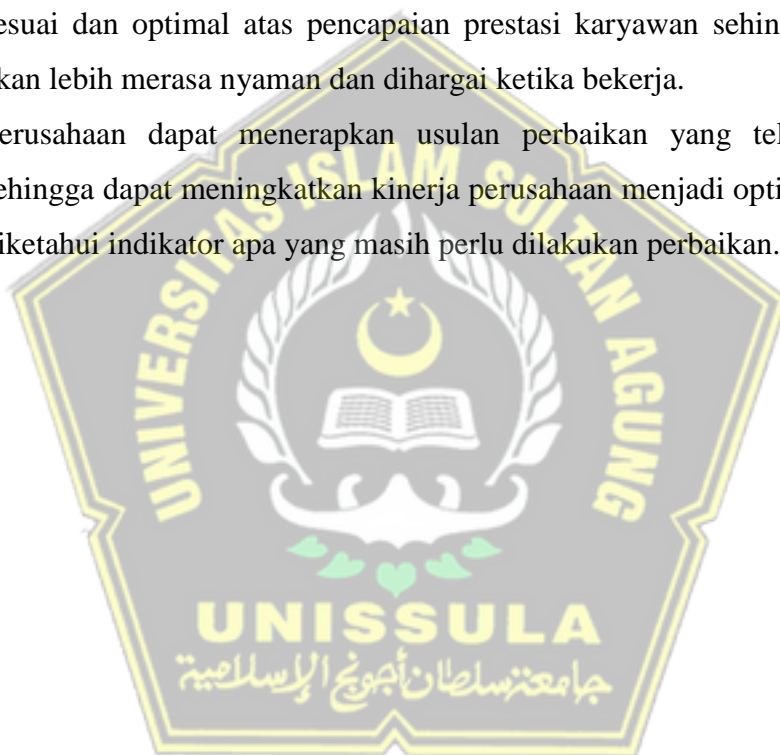 esuai dan optimal atas pencapaian prestasi karyawan sehin
kan lebih merasa nyaman dan dihargai ketika bekerja.
erusahaan dapat menerapkan usulan perbaikan yang tel
ehingga dapat meningkatkan kinerja perusahaan menjadi opti
iketahui indikator apa yang masih perlu dilakukan perbaikan.
UNIVERSITAS ISLAM SULTAN AGUNG
UNISSULA
جامعة سلطان أجونج الإسلامية